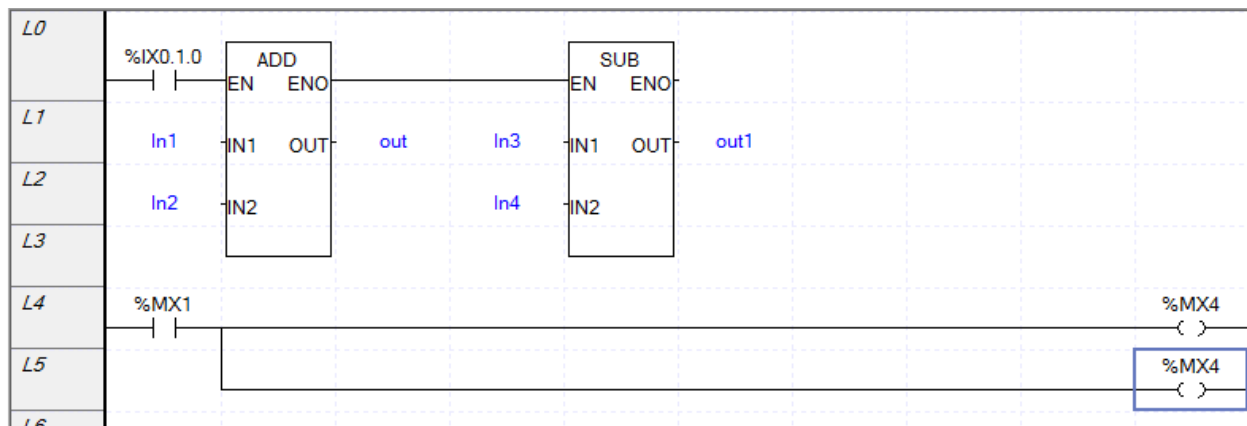 L0
%IX0.1.0 ADD SUB
EN ENO EN ENO
L1
In1 IN1 OUT out In3 IN1 OUT out1
L2
In2 IN2 In4 IN2
L3
L4 %MX1 %MX4
L5 %MX4
L6